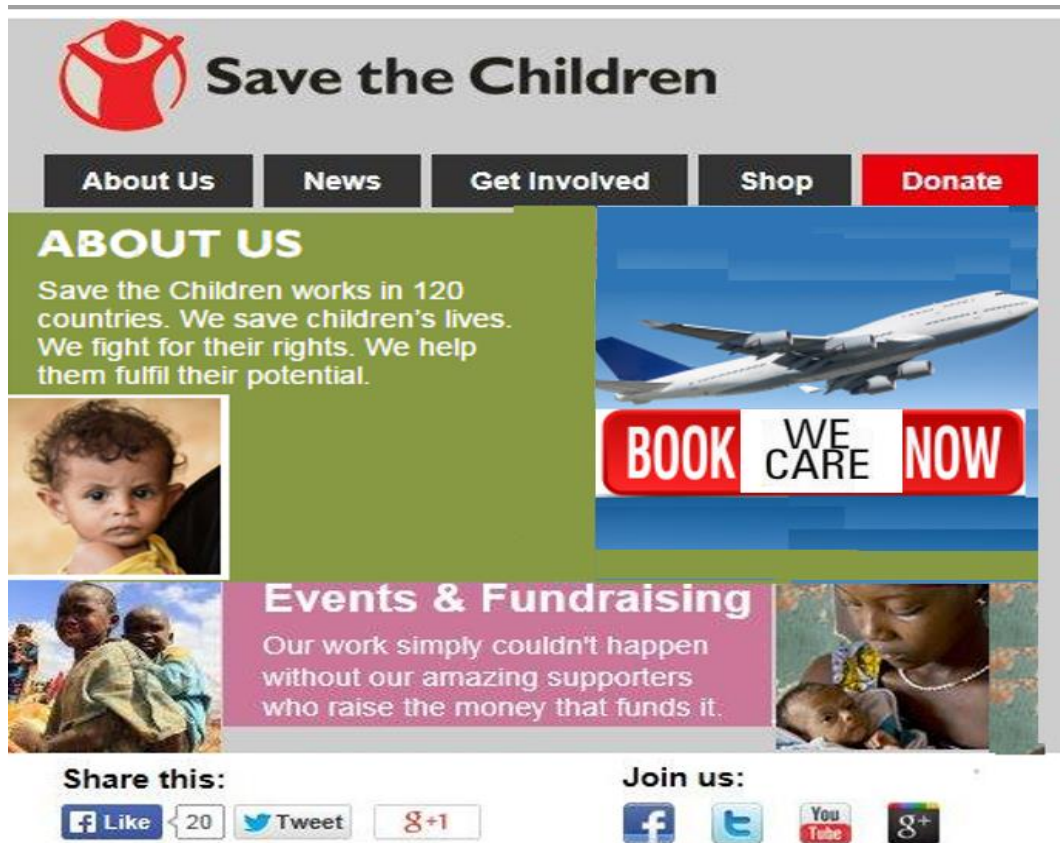 Save the Children
About Us News Get Involved Shop Donate
ABOUT US
Save the Children works in 120
countries. We save children's lives.
We fight for their rights. We help
them fulfil their potential.
BOOK WE CARE NOW
Events & Fundraising
Our work simply couldn't happen
without our amazing supporters
who raise the money that funds it.
Share this:
Like 20 Tweet g+1
Join us:
f t You Tube g+